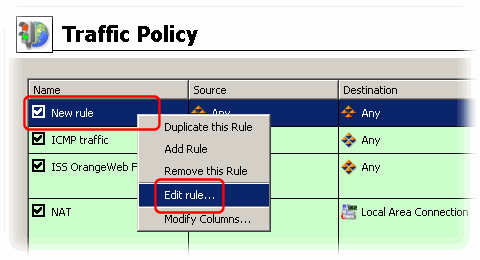 Traffic Policy
Name Source Destination
New rule Any Any
Duplicate this Rule
ICMP traffic Any
Add Rule
ISS OrangeWeb F Any
Remove this Rule
Edit rule...
NAT Local Area Connection
Modify Columns...